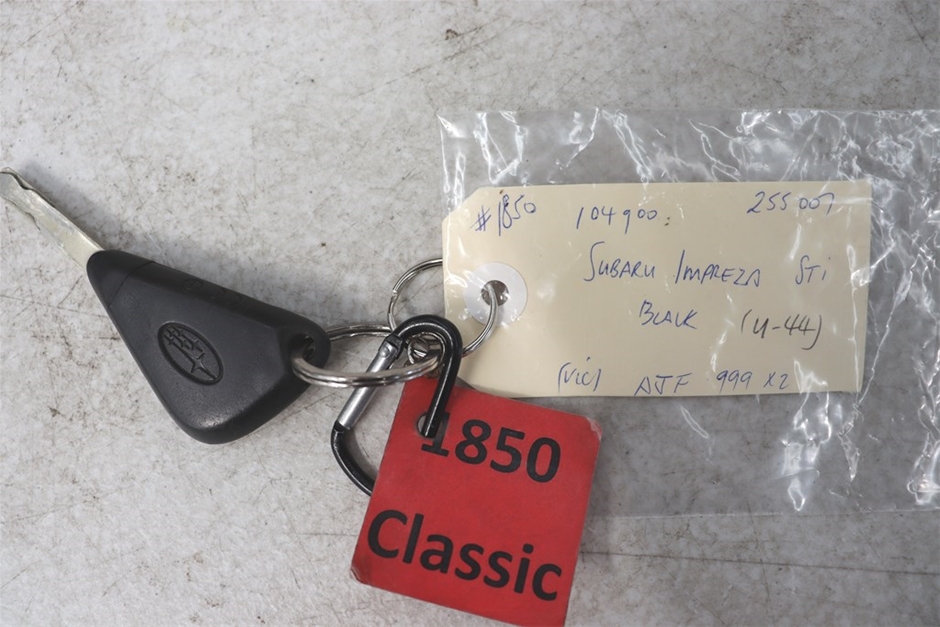 #1850 104900: 255007
SUBARU IMPREZA STi
BLACK (U-44)
(VIC) AJF 999 X2
1850
Classic